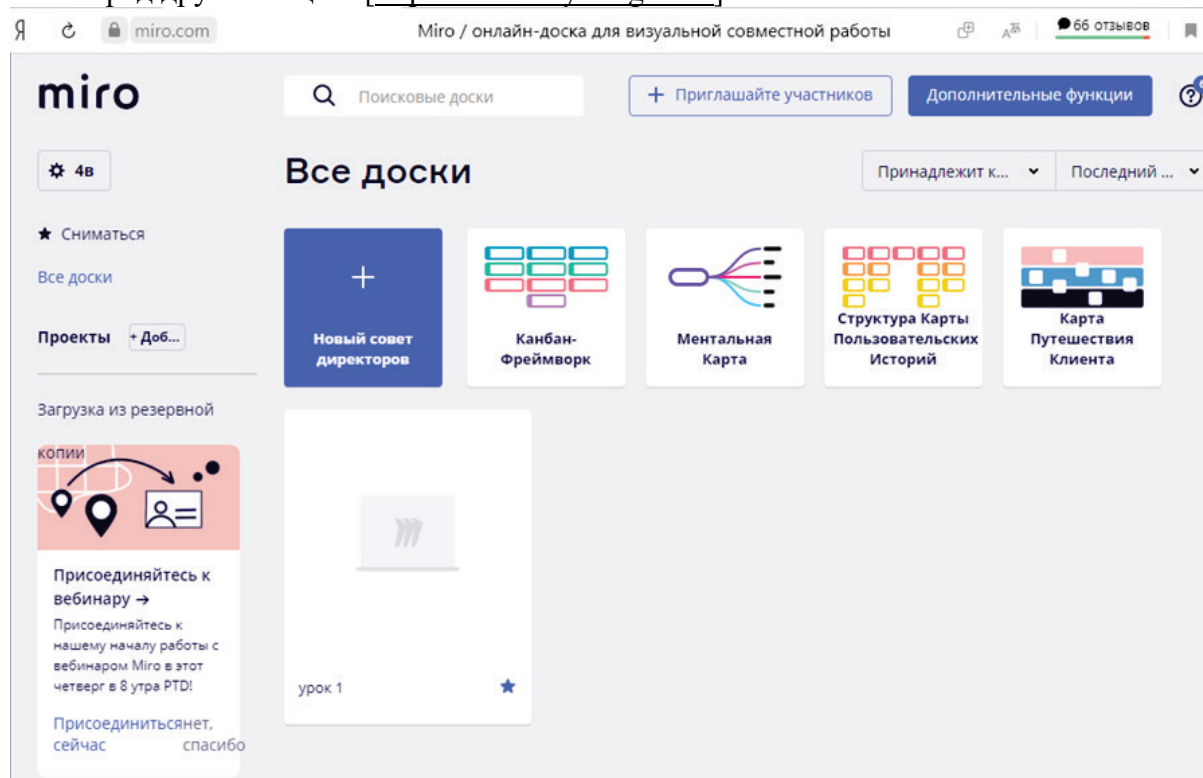 miro.com
Miro / онлайн-доска для визуальной совместной работы
66 отзывов
miro
Поисковые доски
+ Приглашайте участников
Дополнительные функции
4в
Все доски
Принадлежит к...
Последний ...
Сниматься
Все доски
Проекты
+ Доб...
Новый совет
директоров
Канбан-
Фреймворк
Ментальная
Карта
Структура Карты
Пользовательских
Историй
Карта
Путешествия
Клиента
Загрузка из резервной
копии
Присоединяйтесь к
вебинару →
Присоединяйтесь к
нашему началу работы с
вебинаром Miro в этот
четверг в 8 утра PTD!
Присоединиться
сейчас
нет,
спасибо
урок 1